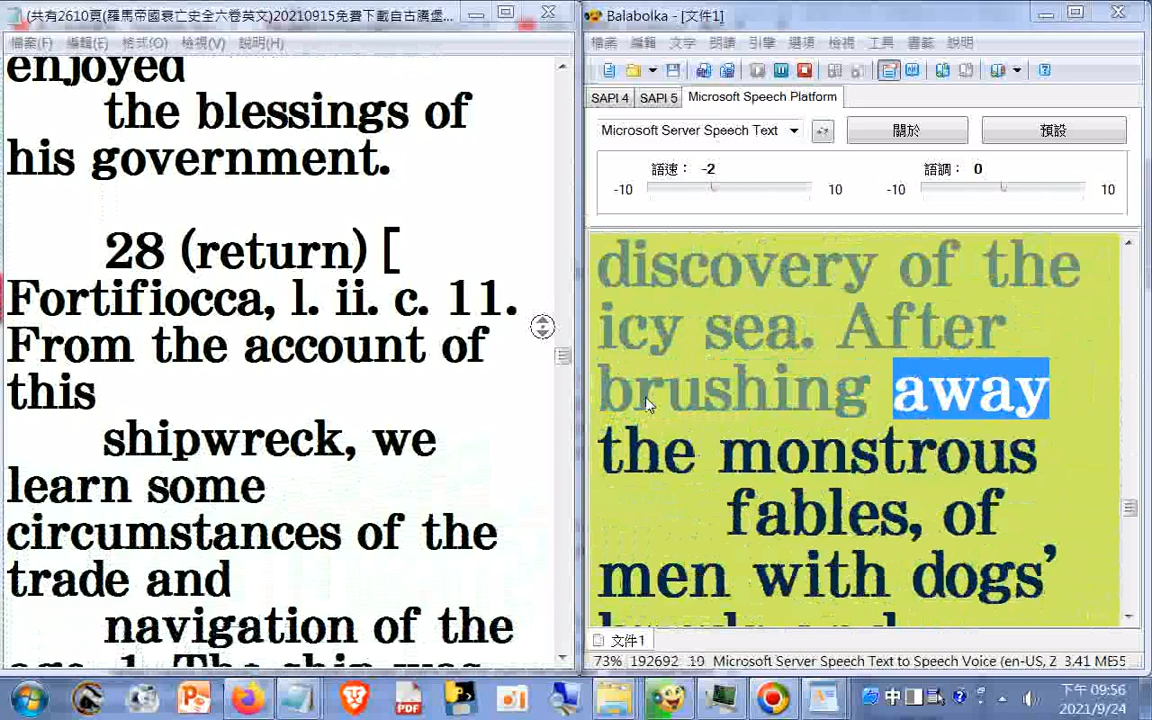 (共有2610頁(羅馬帝國衰亡史全六卷英文)20210915免費下載自古騰堡...
檔案(F) 編輯(E) 格式(O) 檢視(V) 說明(H)
enjoyed
the blessings of
his government.
28 (return) [
Fortifiocca, l. ii. c. 11.
From the account of
this
shipwreck, we
learn some
circumstances of the
trade and
navigation of the
age. 1. The ship was
Balabolka - [文件1]
檔案 編輯 文字 朗讀 引擎 選項 檢視 工具 書籤 說明
SAPI 4 SAPI 5 Microsoft Speech Platform
Microsoft Server Speech Text 關於 預設
語速： -2 語調： 0
-10 10 -10 10
discovery of the
icy sea. After
brushing away
the monstrous
fables, of
men with dogs’
heads and
文件1
73% 192692 Microsoft Server Speech Text to Speech Voice (en-US, Z 3.41 MB
中
下午 09:56
2021/9/24